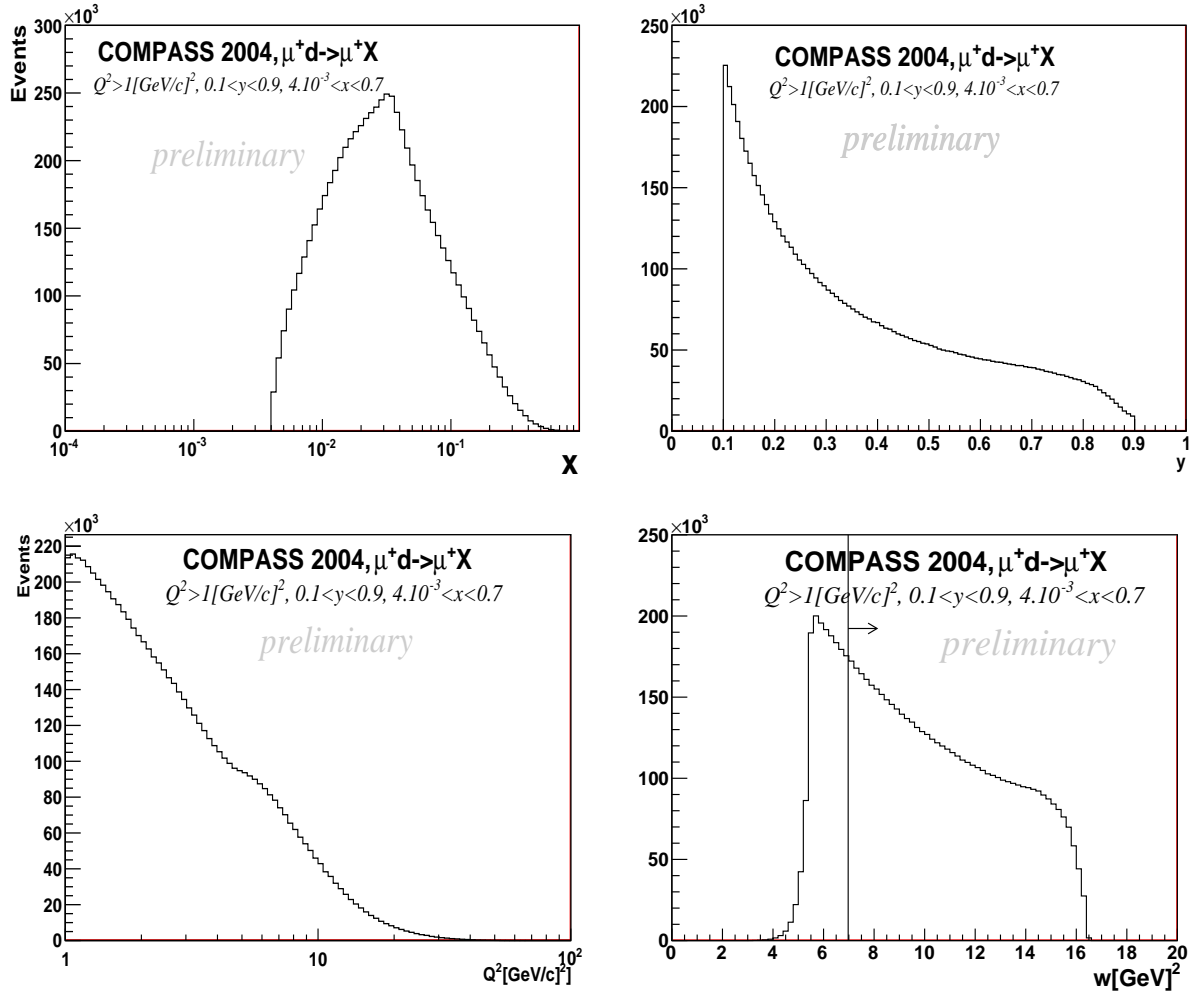 ×10³
Events
300
250
200
150
100
50
0
COMPASS 2004, μ⁺d->μ⁺X
Q²>1[GeV/c]², 0.1<y<0.9, 4.10⁻³<x<0.7
preliminary
10⁻⁴ 10⁻³ 10⁻² 10⁻¹
X
×10³
250
200
150
100
50
0
COMPASS 2004, μ⁺d->μ⁺X
Q²>1[GeV/c]², 0.1<y<0.9, 4.10⁻³<x<0.7
preliminary
0 0.1 0.2 0.3 0.4 0.5 0.6 0.7 0.8 0.9 1
y
×10³
Events
220
200
180
160
140
120
100
80
60
40
20
0
COMPASS 2004, μ⁺d->μ⁺X
Q²>1[GeV/c]², 0.1<y<0.9, 4.10⁻³<x<0.7
preliminary
1 10 10²
Q²[GeV/c]²]
×10³
250
200
150
100
50
0
COMPASS 2004, μ⁺d->μ⁺X
Q²>1[GeV/c]², 0.1<y<0.9, 4.10⁻³<x<0.7
preliminary
0 2 4 6 8 10 12 14 16 18 20
w[GeV]²